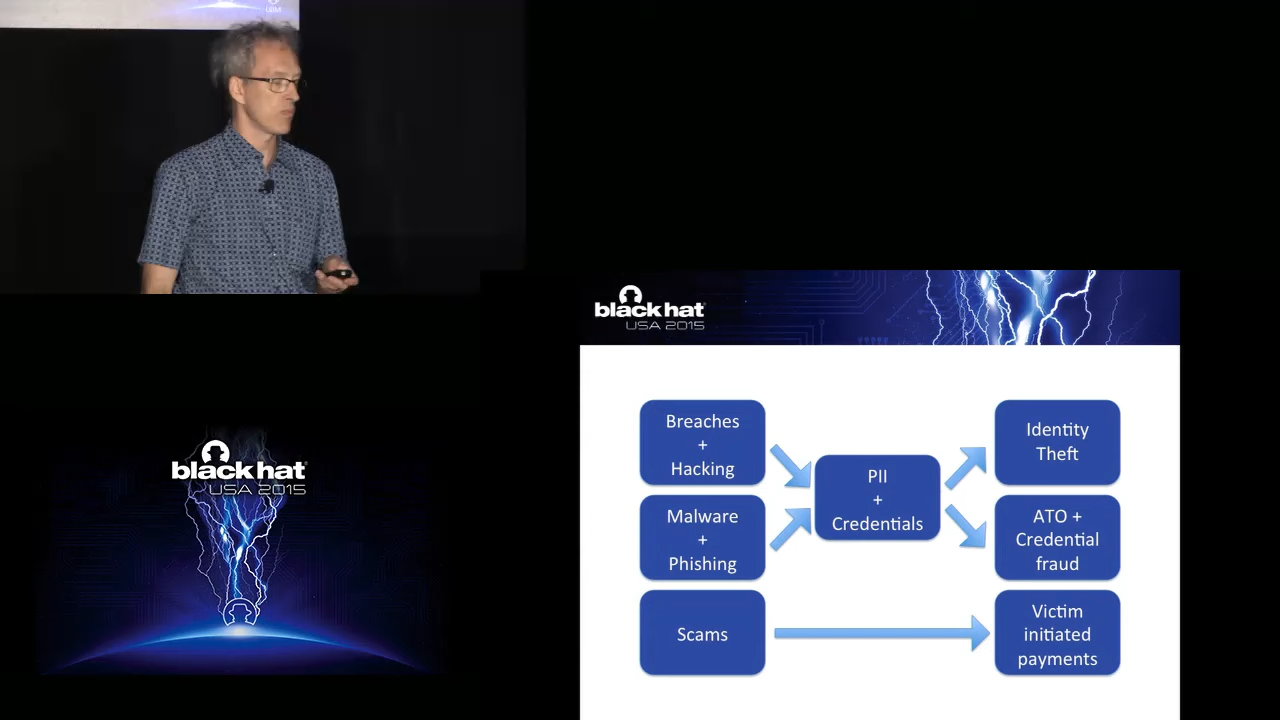 UBM
black hat
USA 2015
black hat
USA 2015
Breaches
+
Hacking
Malware
+
Phishing
Scams
PII
+
Credentials
Identity
Theft
ATO +
Credential
fraud
Victim
initiated
payments